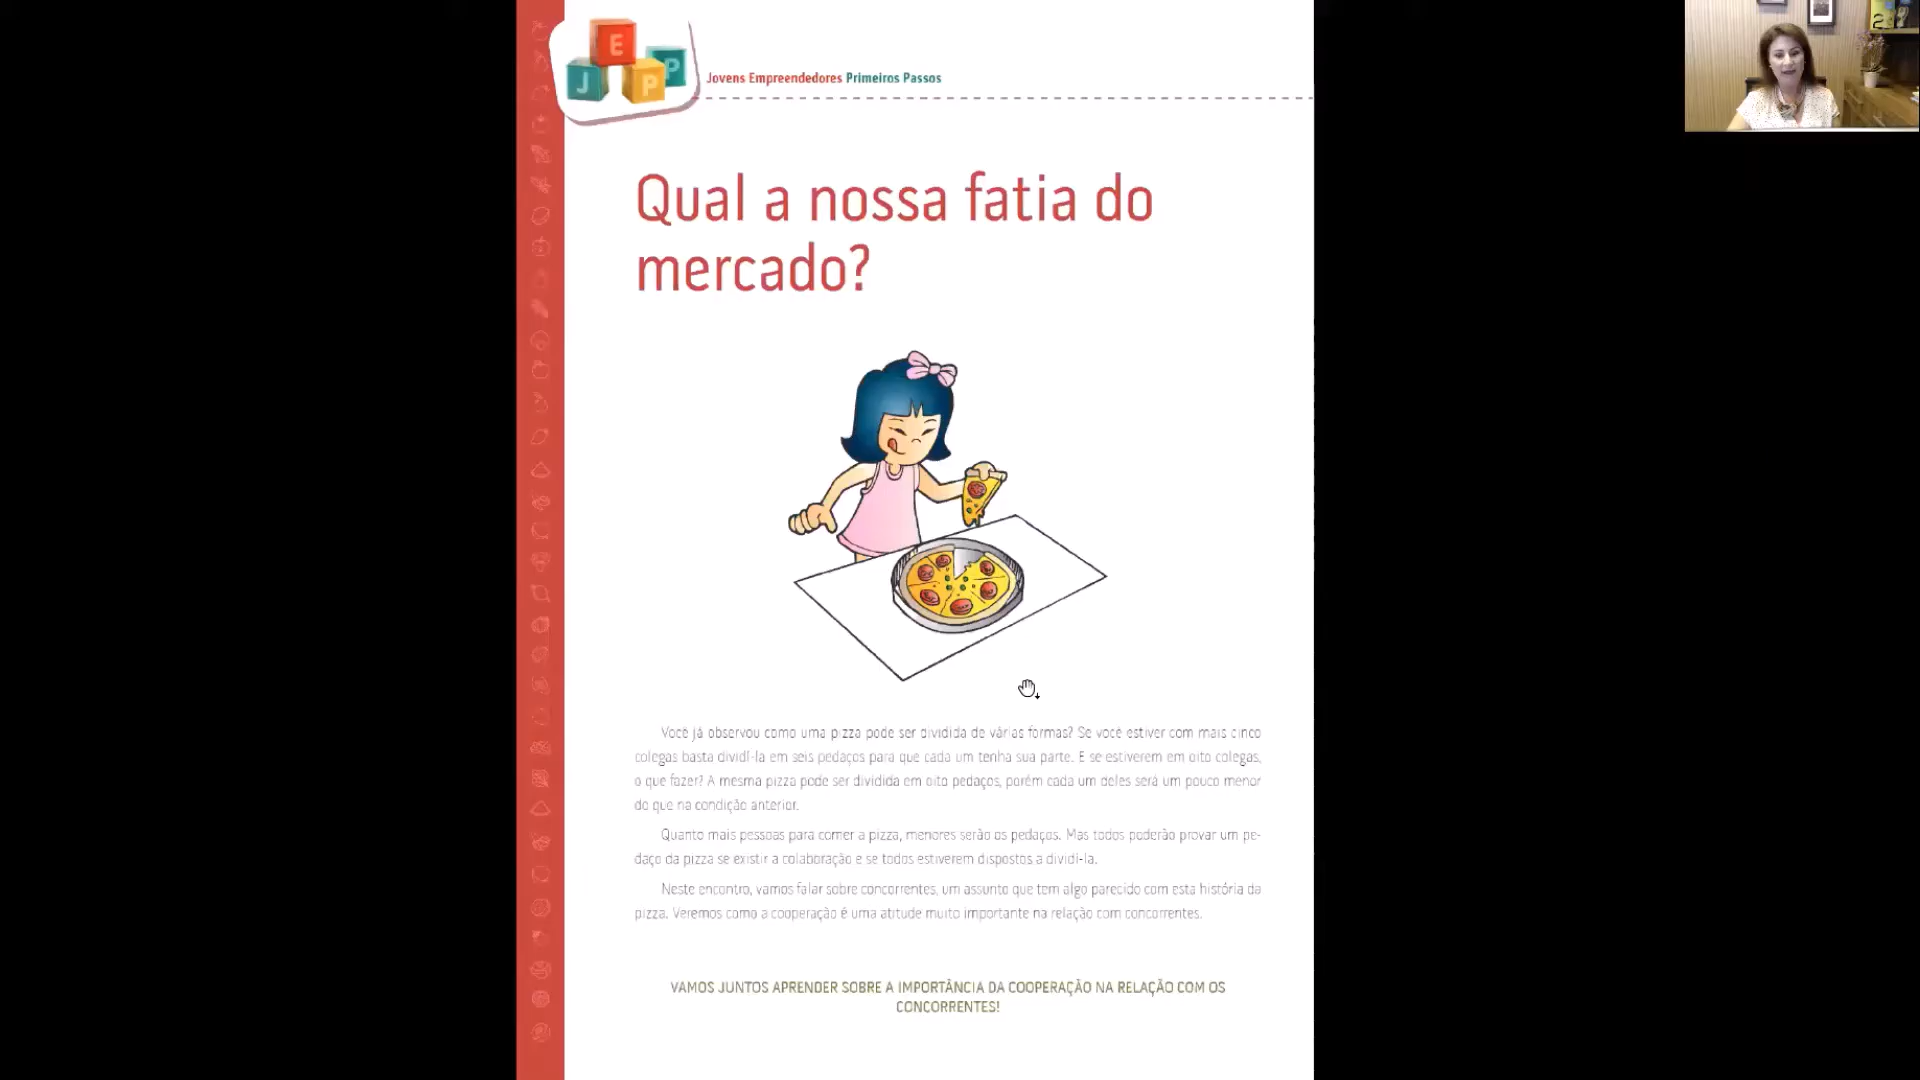 E
J
P
P
Jovens Empreendedores Primeiros Passos
Qual a nossa fatia do
mercado?
Você já observou como uma pizza pode ser dividida de várias formas? Se você estiver com mais cinco
colegas basta dividí-la em seis pedaços para que cada um tenha sua parte. E se estiverem em oito colegas,
o que fazer? A mesma pizza pode ser dividida em oito pedaços, porém cada um deles será um pouco menor
do que na condição anterior.
Quanto mais pessoas para comer a pizza, menores serão os pedaços. Mas todos poderão provar um pe-
daço da pizza se existir a colaboração e se todos estiverem dispostos a dividí-la.
Neste encontro, vamos falar sobre concorrentes, um assunto que tem algo parecido com esta história da
pizza. Veremos como a cooperação é uma atitude muito importante na relação com concorrentes.
VAMOS JUNTOS APRENDER SOBRE A IMPORTÂNCIA DA COOPERAÇÃO NA RELAÇÃO COM OS
CONCORRENTES!